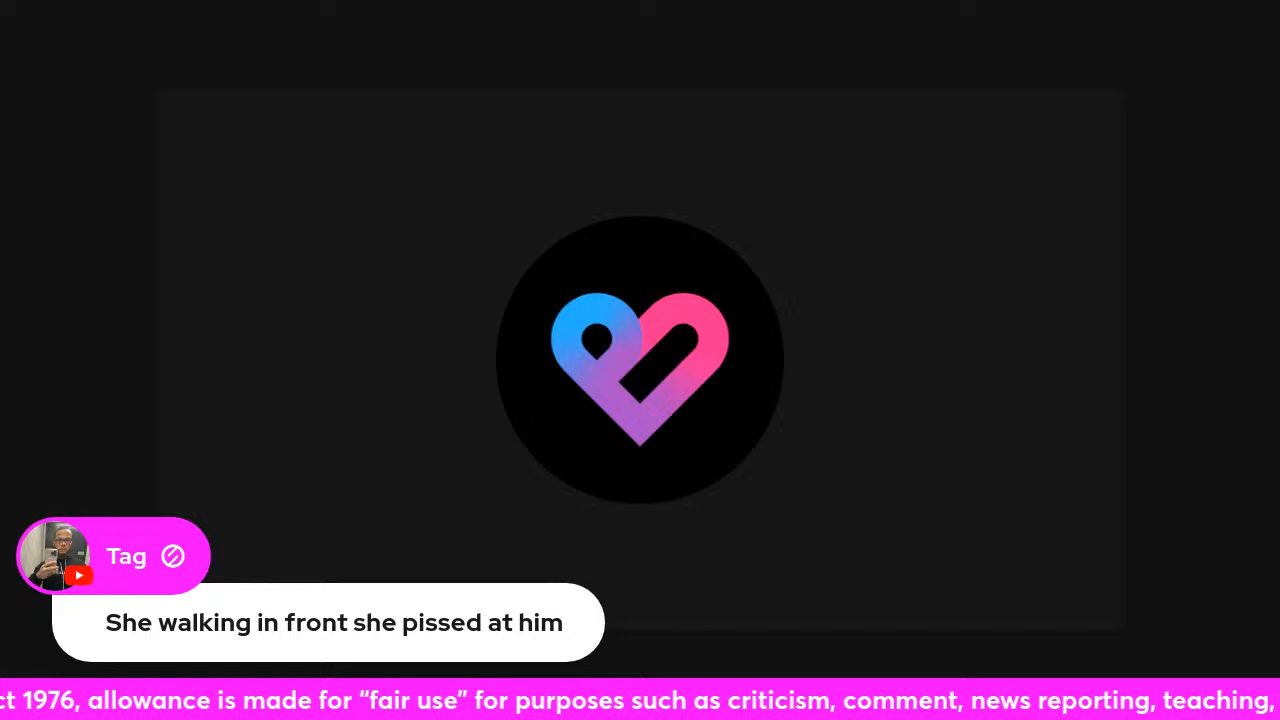 Tag
She walking in front she pissed at him
ct 1976, allowance is made for “fair use” for purposes such as criticism, comment, news reporting, teaching,